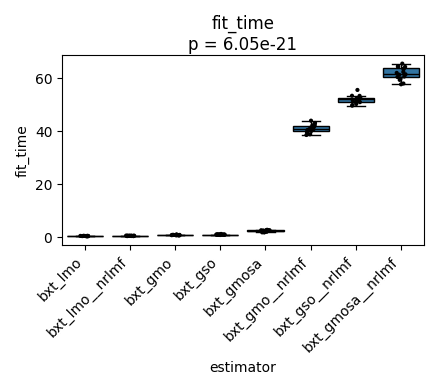 fit_time
p = 6.05e-21
fit_time
60
40
20
0
bxt_lmo
bxt_lmo__nrlmf
bxt_gmo
bxt_gso
bxt_gmosa
bxt_gmo__nrlmf
bxt_gso__nrlmf
bxt_gmosa__nrlmf
estimator